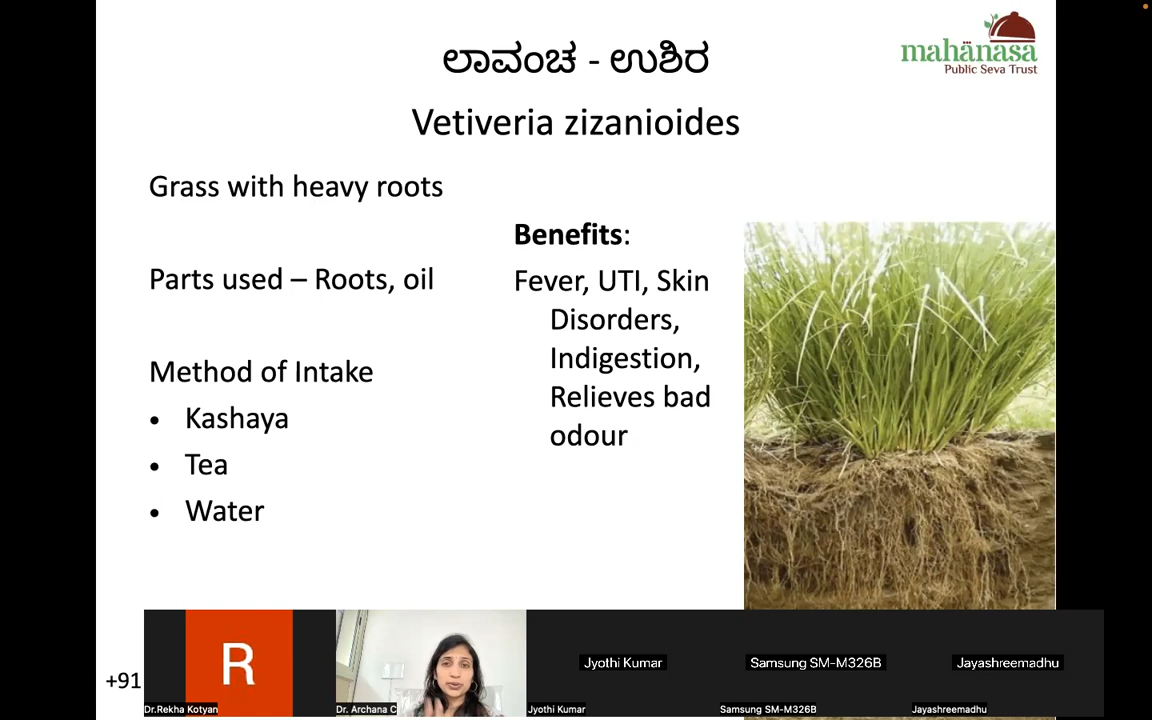 ಲಾವಂಚ - ಉಶಿರ
mahänasa
Public Seva Trust
Vetiveria zizanioides
Grass with heavy roots
Parts used – Roots, oil
Method of Intake
• Kashaya
• Tea
• Water
Benefits:
Fever, UTI, Skin
Disorders,
Indigestion,
Relieves bad
odour
+91
R
Dr.Rekha Kotyan
Dr. Archana C
Jyothi Kumar
Jyothi Kumar
Samsung SM-M326B
Samsung SM-M326B
Jayashreemadhu
Jayashreemadhu